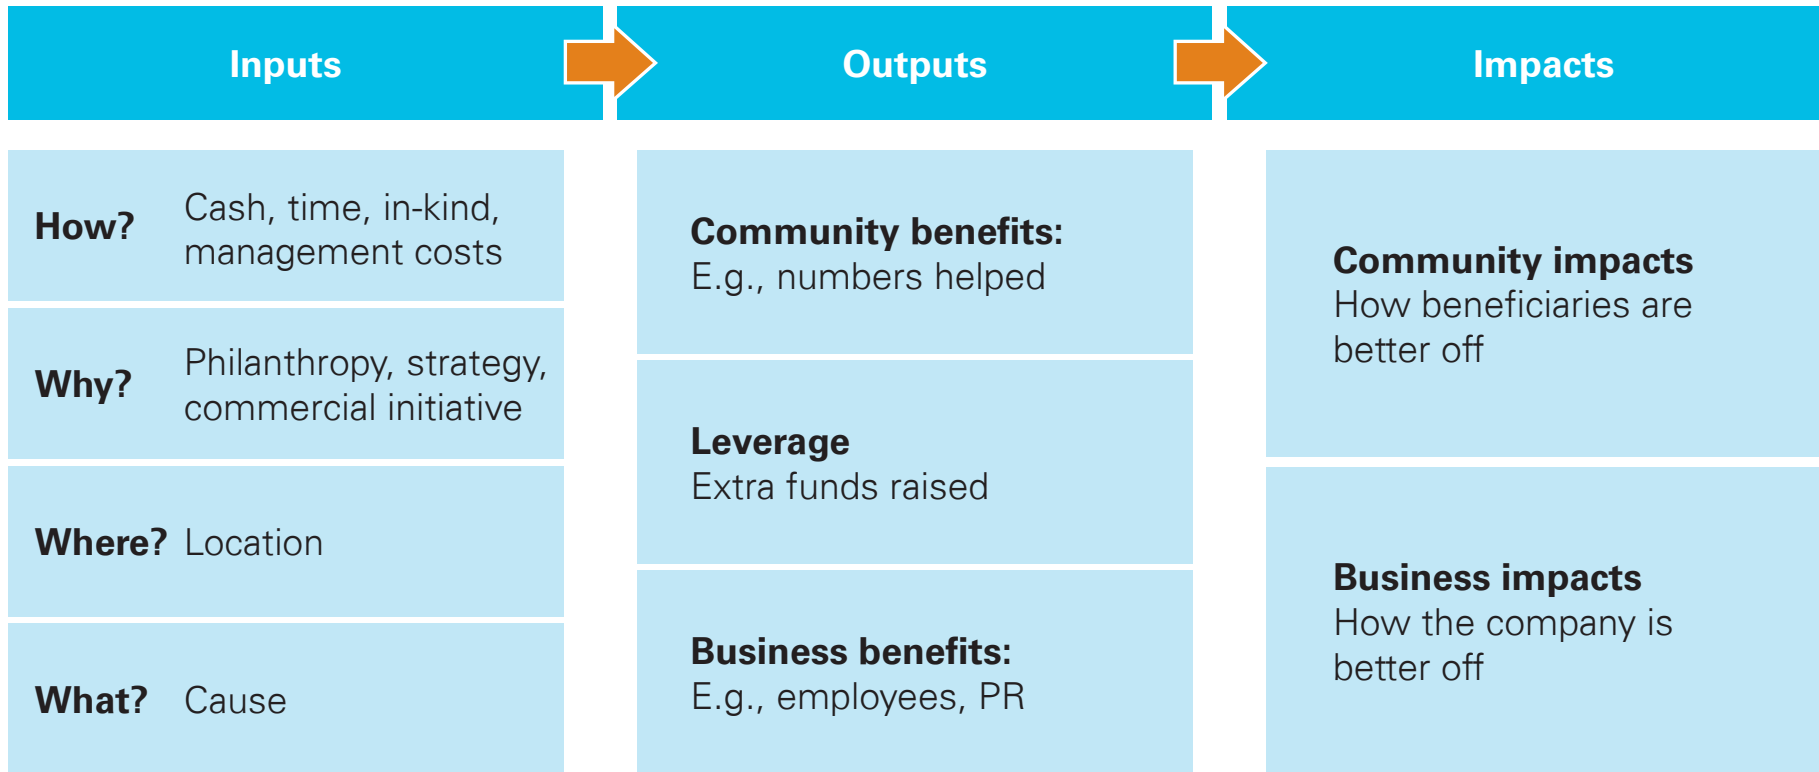 Inputs
Outputs
Impacts
How?
Cash, time, in-kind,
management costs
Why?
Philanthropy, strategy,
commercial initiative
Where?
Location
What?
Cause
Community benefits:
E.g., numbers helped
Leverage
Extra funds raised
Business benefits:
E.g., employees, PR
Community impacts
How beneficiaries are
better off
Business impacts
How the company is
better off